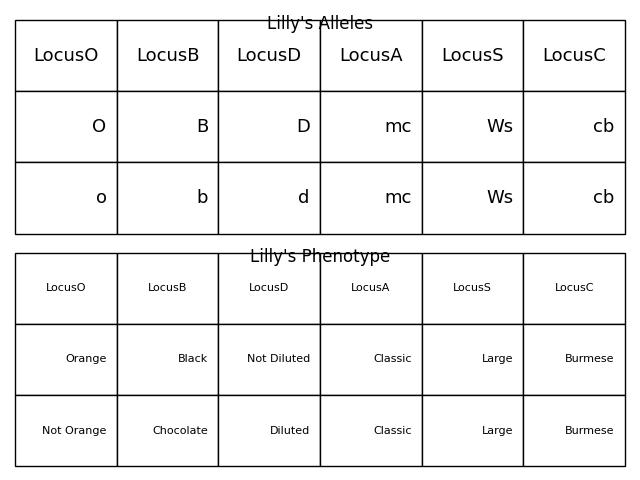 Lilly's Alleles
LocusO LocusB LocusD LocusA LocusS LocusC
O B D mc Ws cb
o b d mc Ws cb
Lilly's Phenotype
LocusO LocusB LocusD LocusA LocusS LocusC
Orange Black Not Diluted Classic Large Burmese
Not Orange Chocolate Diluted Classic Large Burmese